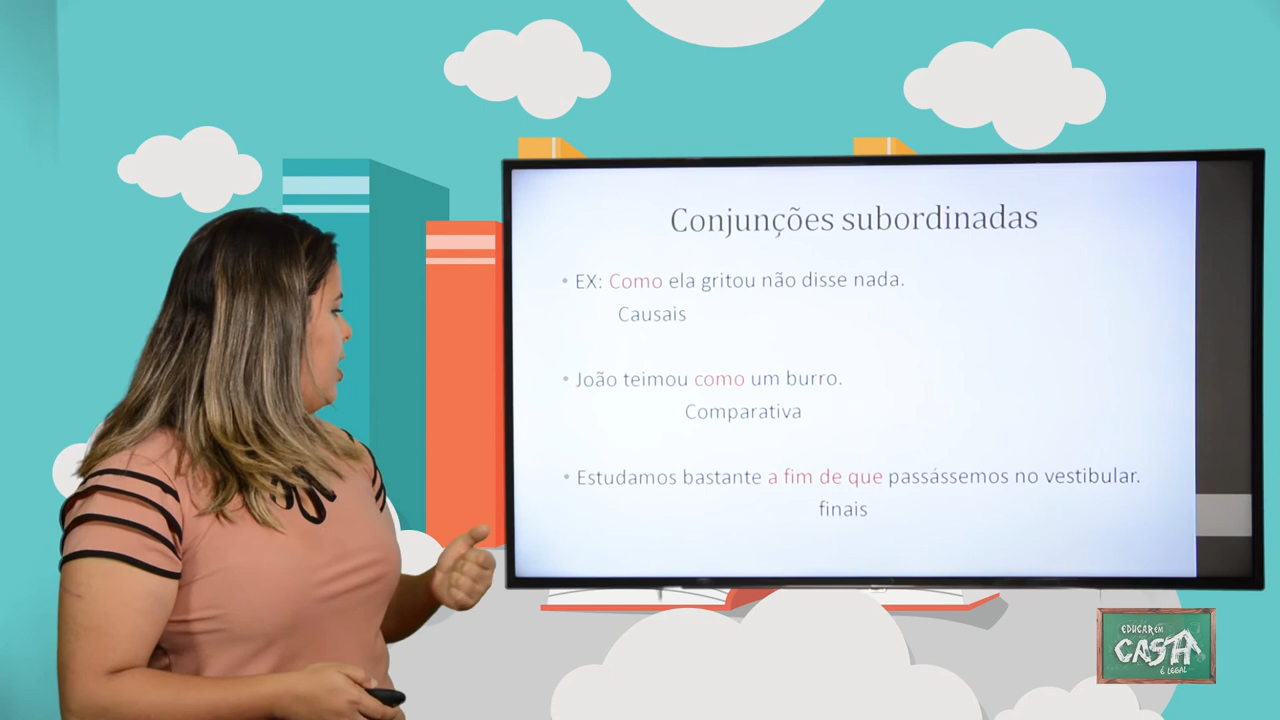 Conjunções subordinadas
• EX: Como ela gritou não disse nada.
Causais
• João teimou como um burro.
Comparativa
• Estudamos bastante a fim de que passássemos no vestibular.
finais
EDUCAR EM
CASA
É LEGAL